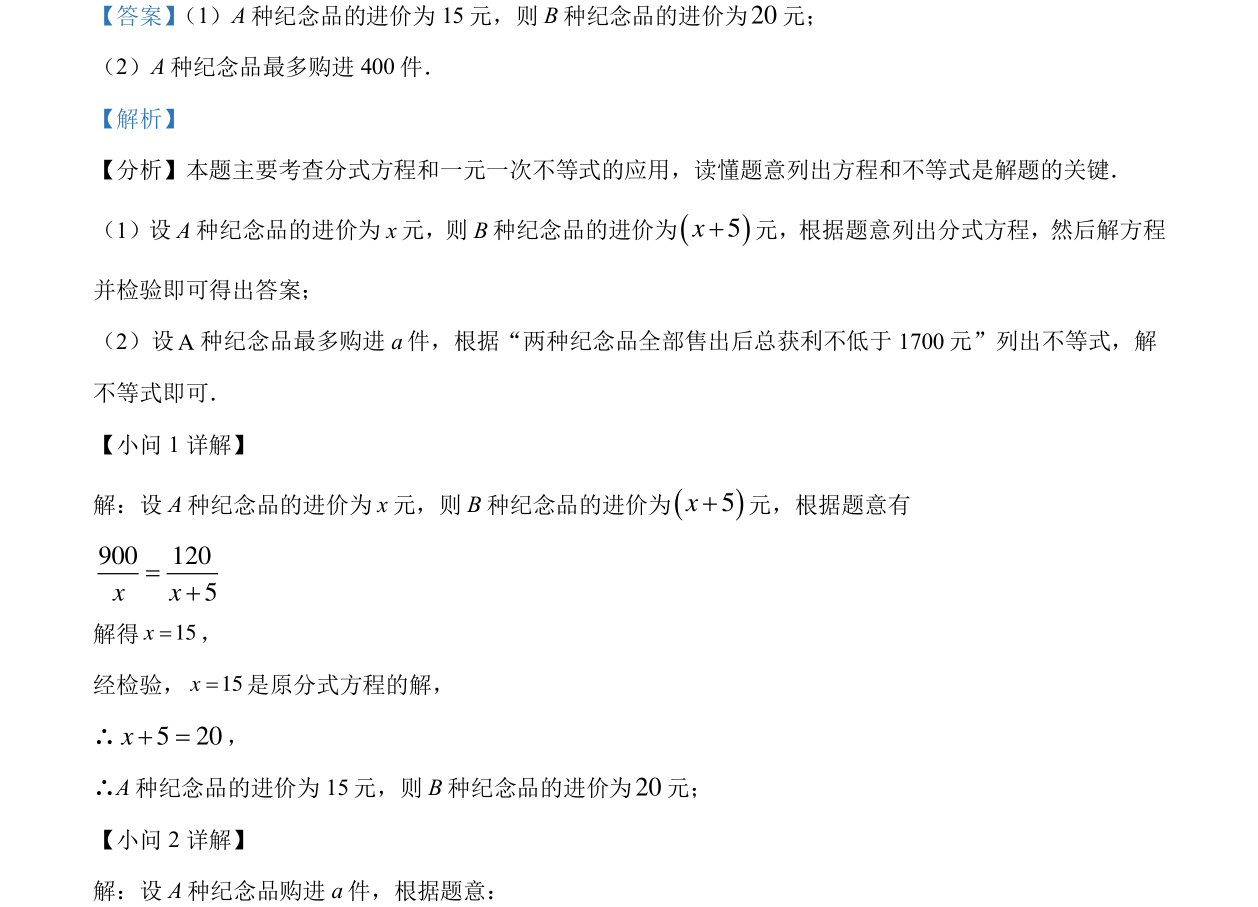 【答案】（1）A 种纪念品的进价为 15 元，则 B 种纪念品的进价为20 元；
（2）A 种纪念品最多购进 400 件．
【解析】
【分析】本题主要考查分式方程和一元一次不等式的应用，读懂题意列出方程和不等式是解题的关键．
（1）设 A 种纪念品的进价为 x 元，则 B 种纪念品的进价为(x+5)元，根据题意列出分式方程，然后解方程
并检验即可得出答案；
（2）设 A 种纪念品最多购进 a 件，根据“两种纪念品全部售出后总获利不低于 1700 元”列出不等式，解
不等式即可．
【小问 1 详解】
解：设 A 种纪念品的进价为 x 元，则 B 种纪念品的进价为(x+5)元，根据题意有
900/x = 120/(x+5)
解得 x=15，
经检验， x=15是原分式方程的解，
∴ x+5=20，
∴A 种纪念品的进价为 15 元，则 B 种纪念品的进价为20 元；
【小问 2 详解】
解：设 A 种纪念品购进 a 件，根据题意：